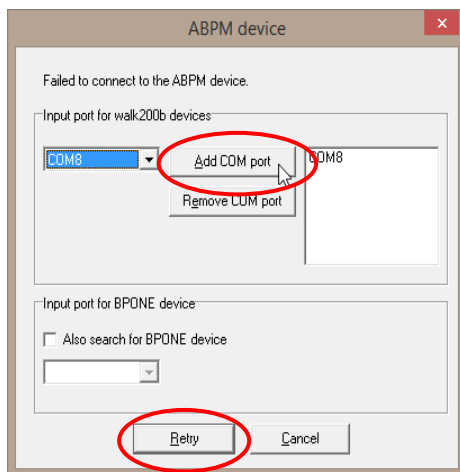 ABPM device
x
Failed to connect to the ABPM device.
Input port for walk200b devices
COM8
Add COM port
COM8
Remove COM port
Input port for BPONE device
Also search for BPONE device
Retry
Cancel